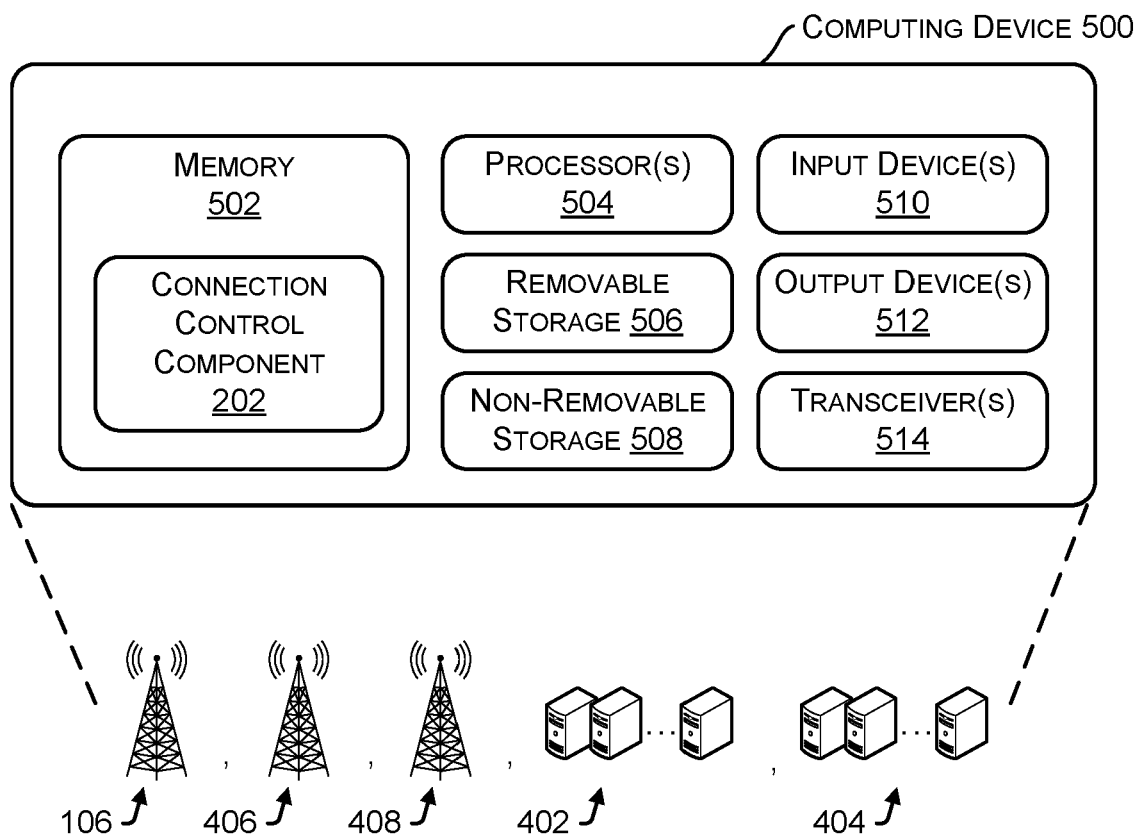 COMPUTING DEVICE 500
MEMORY
502
CONNECTION
CONTROL
COMPONENT
202
PROCESSOR(S)
504
REMOVABLE
STORAGE 506
NON-REMOVABLE
STORAGE 508
INPUT DEVICE(S)
510
OUTPUT DEVICE(S)
512
TRANSCEIVER(S)
514
, , , ... , ...
106 406 408 402 404